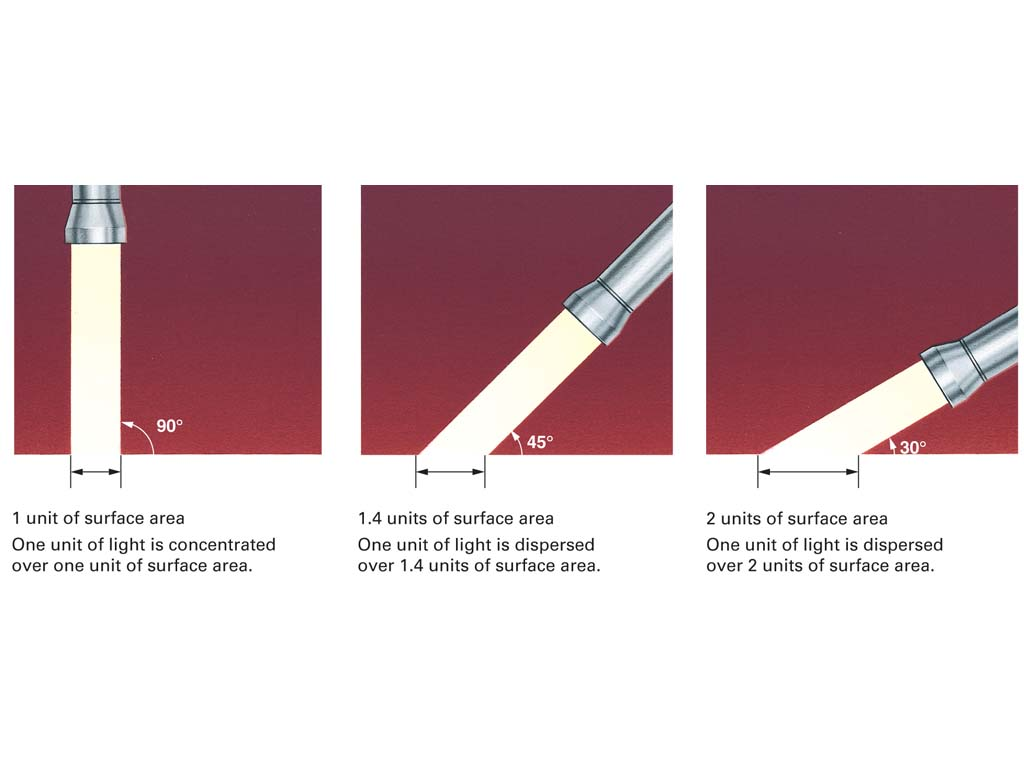 90°
45°
30°
1 unit of surface area
One unit of light is concentrated
over one unit of surface area.
1.4 units of surface area
One unit of light is dispersed
over 1.4 units of surface area.
2 units of surface area
One unit of light is dispersed
over 2 units of surface area.